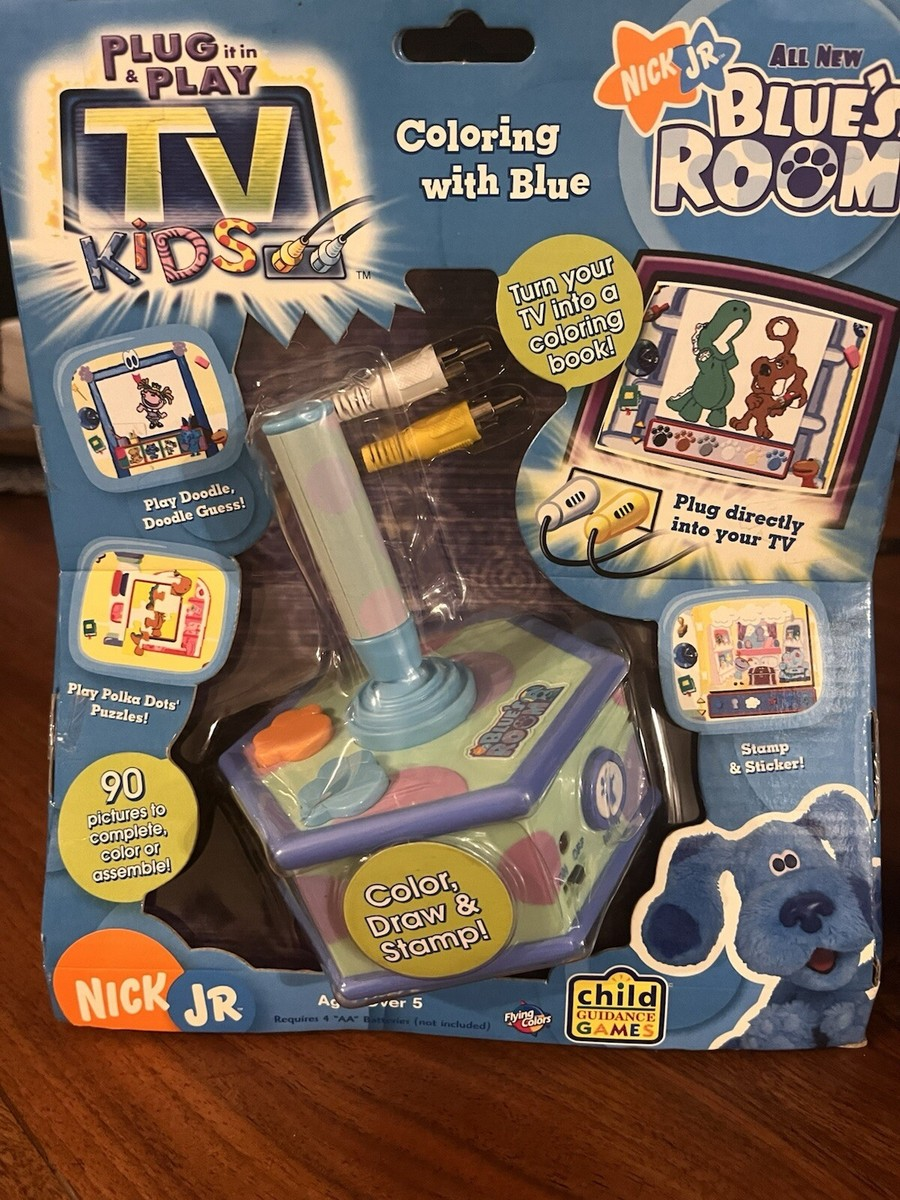 PLUG it in
& PLAY
TV
KIDS
TM
Coloring
with Blue
NICK JR
ALL NEW
BLUE'S
ROOM
Turn your
TV into a
coloring
book!
Plug directly
into your TV
Play Doodle,
Doodle Guess!
Play Polka Dots'
Puzzles!
90
pictures to
complete,
color or
assemble!
BLUE'S
ROOM
Stamp
& Sticker!
Color,
Draw &
Stamp!
NICK JR
over 5
Requires 4 "AA" Batteries (not included)
Flying
Colors
child
GUIDANCE
GAMES